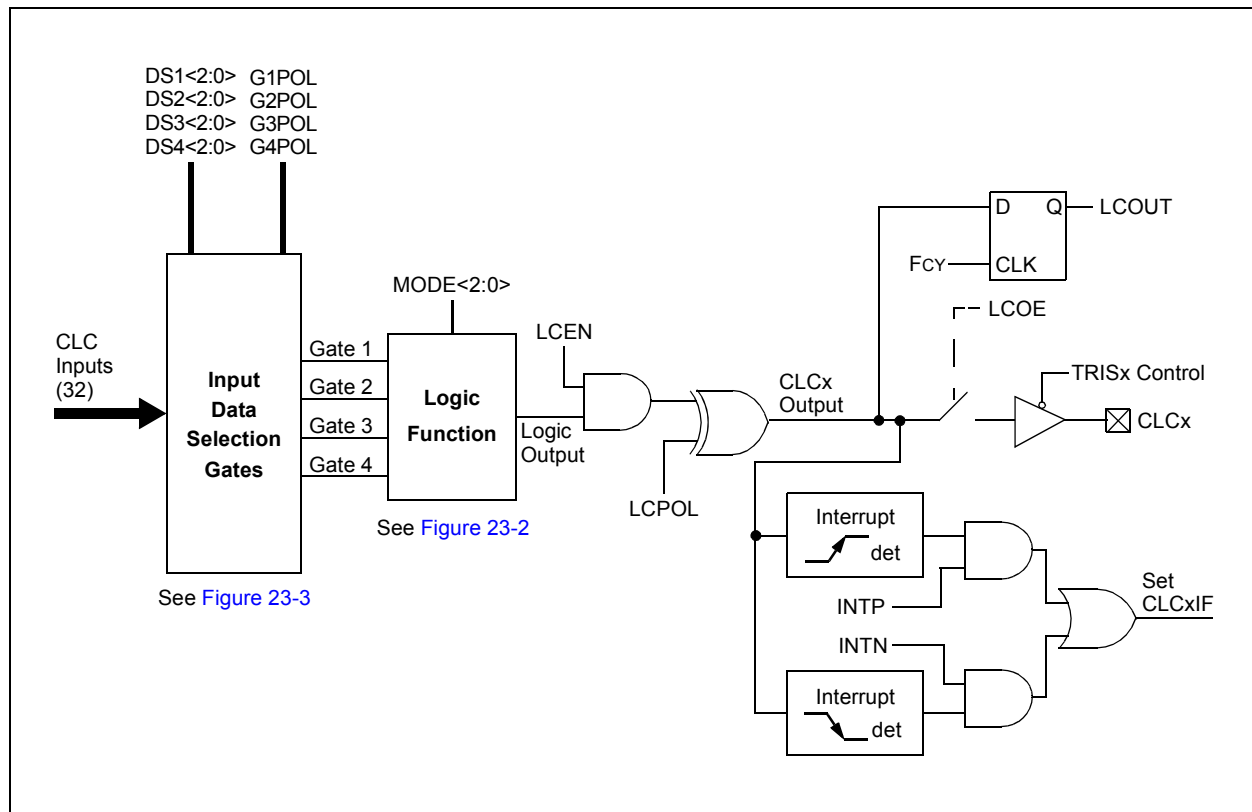 DS1<2:0> G1POL
DS2<2:0> G2POL
DS3<2:0> G3POL
DS4<2:0> G4POL
D Q LCOUT
FCY CLK
MODE<2:0>
LCOE
LCEN
CLC
Inputs
(32)
Input
Data
Selection
Gates
Gate 1
Gate 2
Gate 3
Gate 4
Logic
Function
Logic
Output
CLCx
Output
TRISx Control
CLCx
LCPOL
See Figure 23-2
See Figure 23-3
Interrupt
det
INTP
INTN
Interrupt
det
Set
CLCxIF